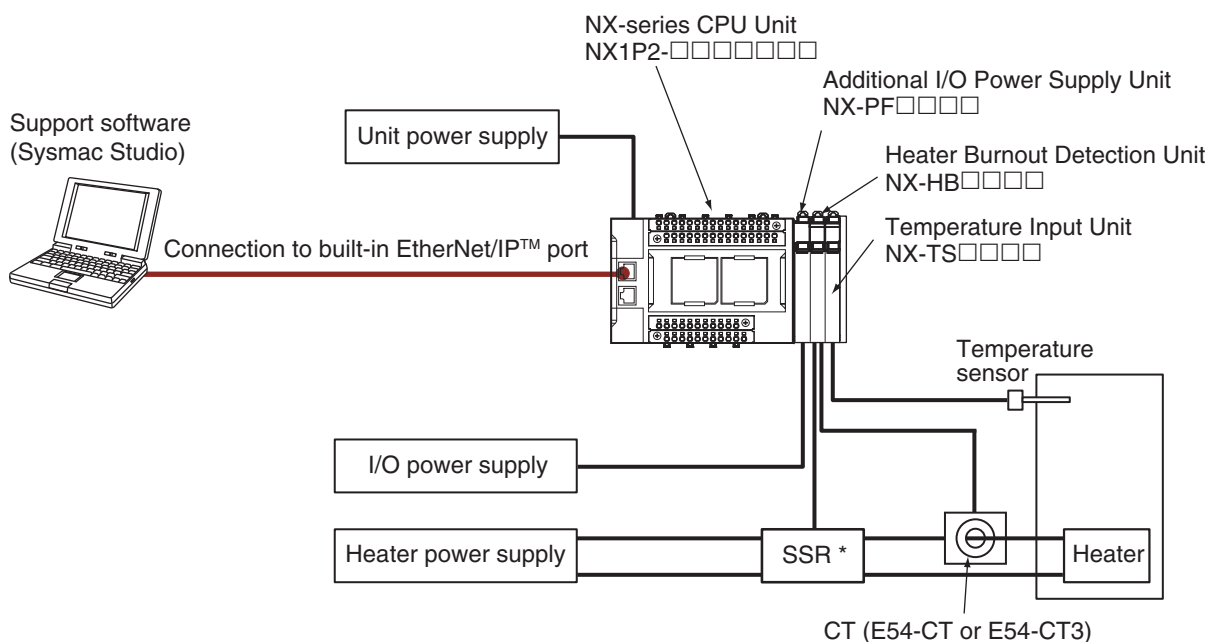 NX-series CPU Unit
NX1P2-□□□□□□□
Additional I/O Power Supply Unit
NX-PF□□□□
Support software
(Sysmac Studio)
Unit power supply
Heater Burnout Detection Unit
NX-HB□□□□
Temperature Input Unit
NX-TS□□□□
Connection to built-in EtherNet/IP™ port
Temperature
sensor
I/O power supply
Heater power supply
SSR *
Heater
CT (E54-CT or E54-CT3)